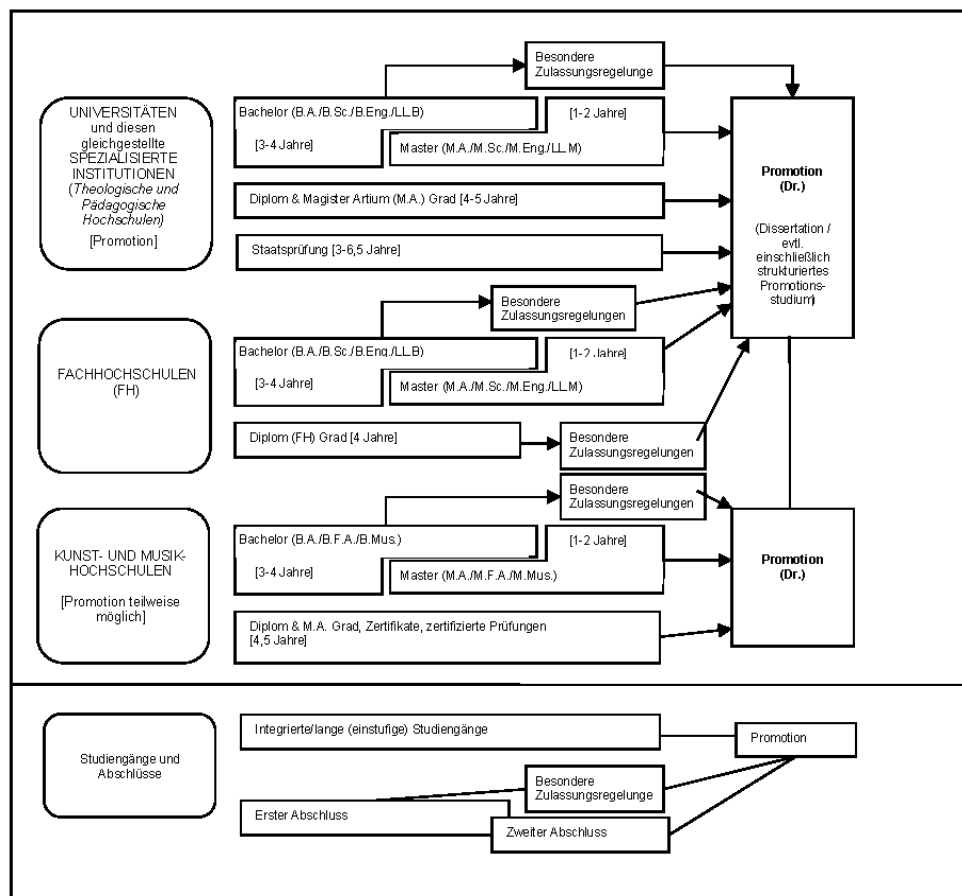 Besondere
Zulassungsregelunge
UNIVERSITÄTEN
und diesen
gleichgestellte
SPEZIALISIERTE
INSTITUTIONEN
(Theologische und
Pädagogische
Hochschulen)
[Promotion]
Bachelor (B.A./B.Sc./B.Eng./LL.B)
[3-4 Jahre]
[1-2 Jahre]
Master (M.A./M.Sc./M.Eng./LL.M)
Diplom & Magister Artium (M.A.) Grad [4-5 Jahre]
Staatsprüfung [3-6,5 Jahre]
Promotion
(Dr.)
(Dissertation /
evtl.
einschließlich
strukturiertes
Promotions-
studium)
FACHHOCHSCHULEN
(FH)
Besondere
Zulassungsregelungen
Bachelor (B.A./B.Sc./B.Eng./LL.B)
[3-4 Jahre]
[1-2 Jahre]
Master (M.A./M.Sc./M.Eng./LL.M)
Diplom (FH) Grad [4 Jahre]
Besondere
Zulassungsregelungen
KUNST- UND MUSIK-
HOCHSCHULEN
[Promotion teilweise
möglich]
Besondere
Zulassungsregelungen
Bachelor (B.A./B.F.A./B.Mus.)
[3-4 Jahre]
[1-2 Jahre]
Master (M.A./M.F.A./M.Mus.)
Diplom & M.A. Grad, Zertifikate, zertifizierte Prüfungen
[4,5 Jahre]
Promotion
(Dr.)
Studiengänge und
Abschlüsse
Integrierte/lange (einstufige) Studiengänge
Promotion
Besondere
Zulassungsregelunge
Erster Abschluss
Zweiter Abschluss